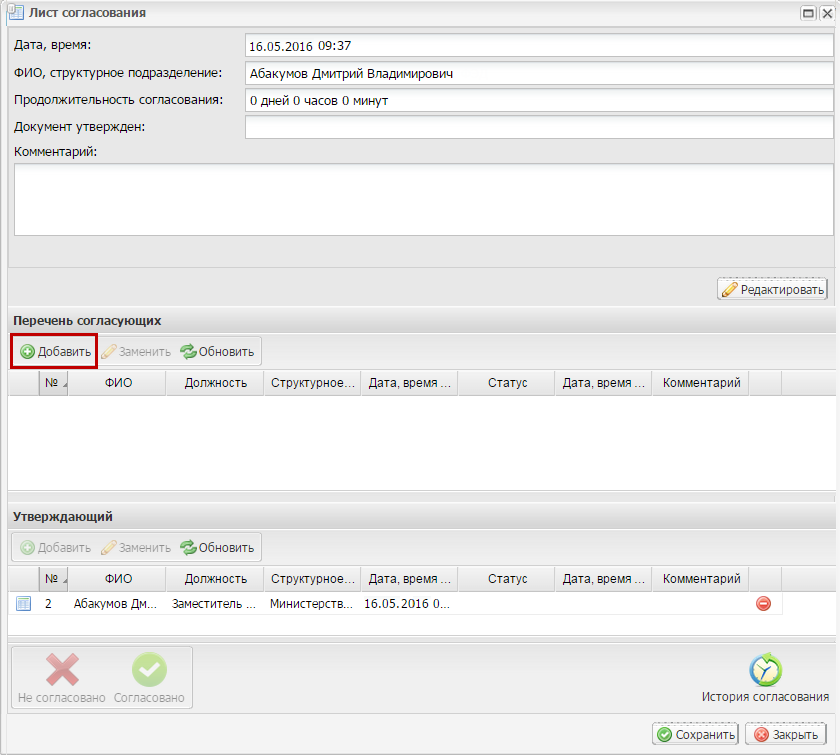 Лист согласования
Дата, время: 16.05.2016 09:37
ФИО, структурное подразделение: Абакумов Дмитрий Владимирович
Продолжительность согласования: 0 дней 0 часов 0 минут
Документ утвержден:
Комментарий:
Редактировать
Перечень согласующих
Добавить Заменить Обновить
№ ФИО Должность Структурное... Дата, время ... Статус Дата, время ... Комментарий
Утверждающий
Добавить Заменить Обновить
№ ФИО Должность Структурное... Дата, время ... Статус Дата, время ... Комментарий
2 Абакумов Дм... Заместитель ... Министерств... 16.05.2016 0...
Не согласовано Согласовано История согласования
Сохранить Закрыть